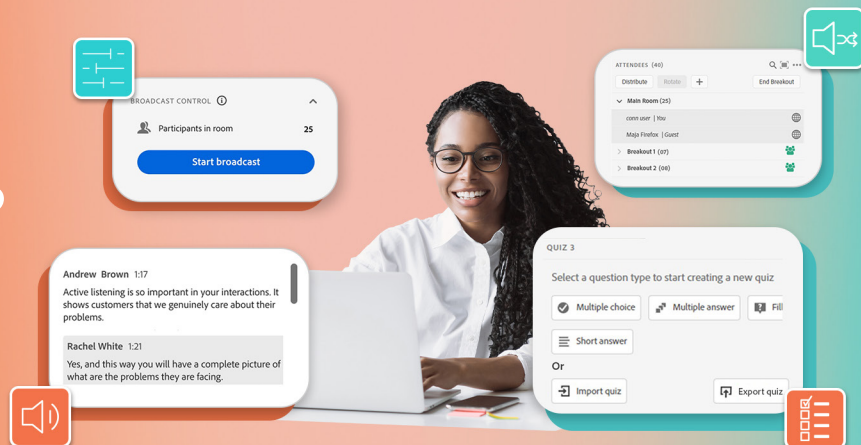 BROADCAST CONTROL
Participants in room 25
Start broadcast
ATTENDEES (40)
Distribute Rotate + End Breakout
Main Room (25)
conn user | You
Maja Firefox | Guest
Breakout 1 (07)
Breakout 2 (08)
Andrew Brown 1:17
Active listening is so important in your interactions. It
shows customers that we genuinely care about their
problems.
Rachel White 1:21
Yes, and this way you will have a complete picture of
what are the problems they are facing.
QUIZ 3
Select a question type to start creating a new quiz
Multiple choice Multiple answer Fill
Short answer
Or
Import quiz Export quiz